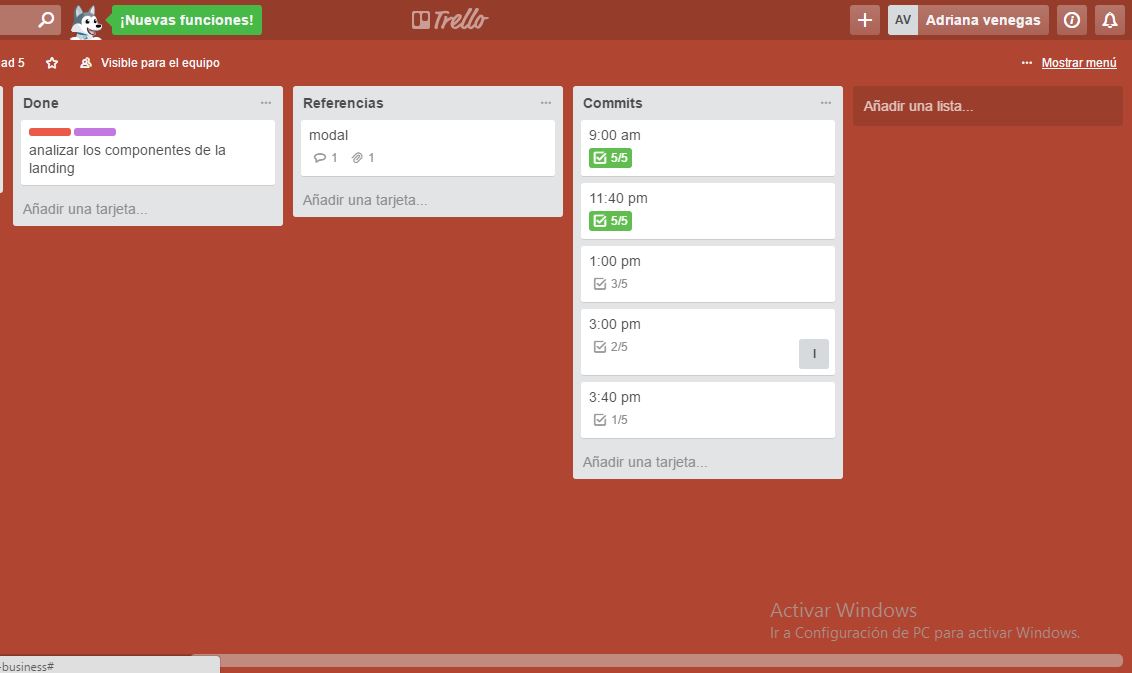 ¡Nuevas funciones!
Trello
AV Adriana venegas
ad 5
Visible para el equipo
Mostrar menú
Done
analizar los componentes de la
landing
Añadir una tarjeta...
Referencias
modal
1 1
Añadir una tarjeta...
Commits
9:00 am
5/5
11:40 pm
5/5
1:00 pm
3/5
3:00 pm
2/5
I
3:40 pm
1/5
Añadir una tarjeta...
Añadir una lista...
Activar Windows
Ir a Configuración de PC para activar Windows.
-business#